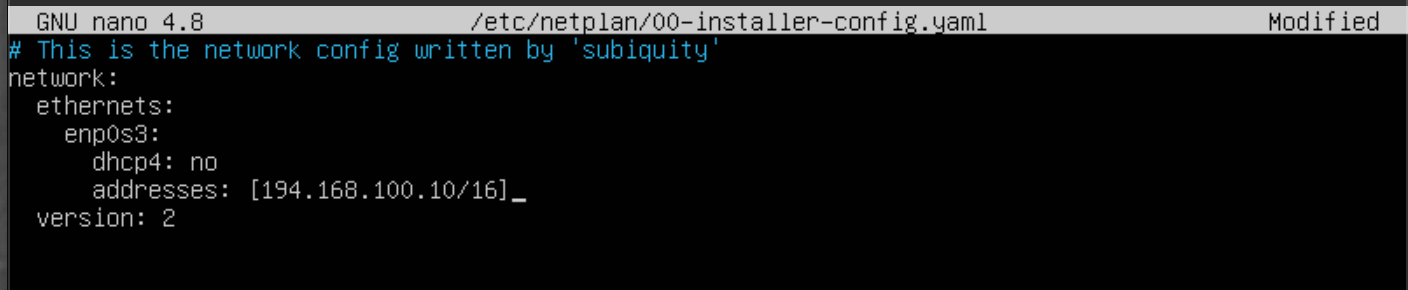 GNU nano 4.8 /etc/netplan/00-installer-config.yaml Modified
# This is the network config written by 'subiquity'
network:
  ethernets:
    enp0s3:
      dhcp4: no
      addresses: [194.168.100.10/16]
  version: 2